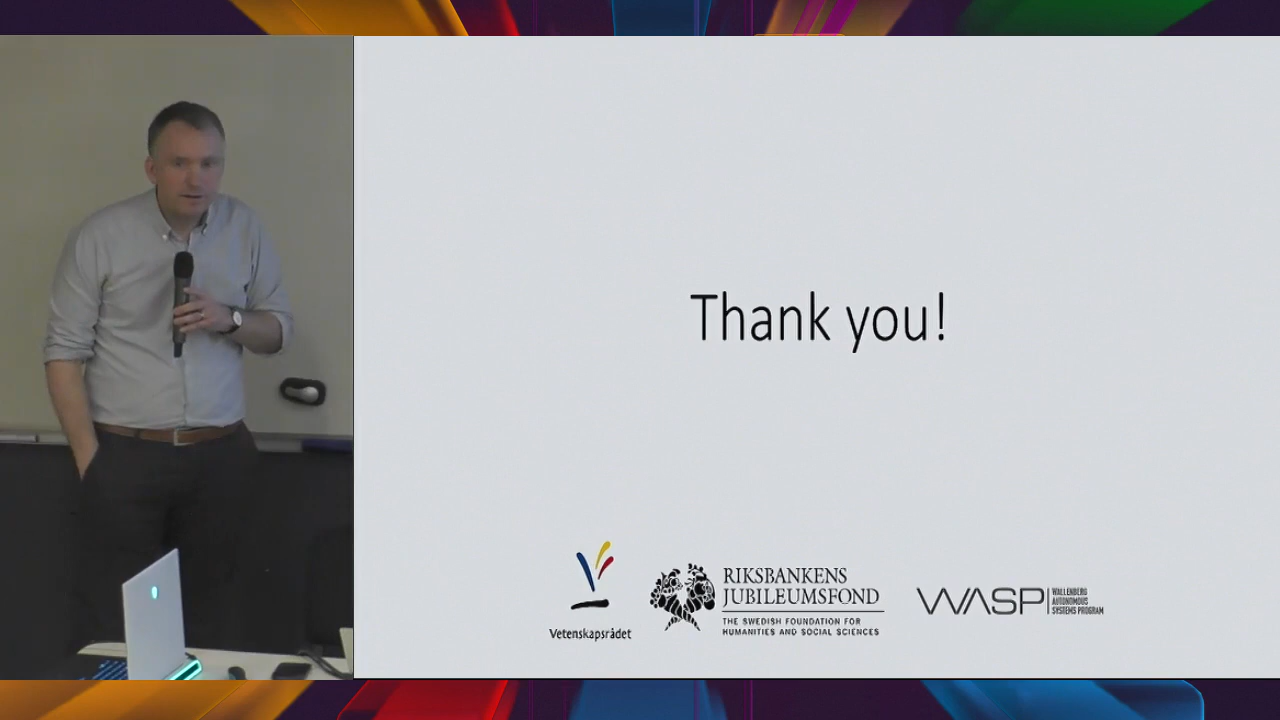 Thank you!
Vetenskapsrådet
RIKSBANKENS
JUBILEUMSFOND
THE SWEDISH FOUNDATION FOR
HUMANITIES AND SOCIAL SCIENCES
WASP
WALLENBERG
AUTONOMOUS
SYSTEMS PROGRAM